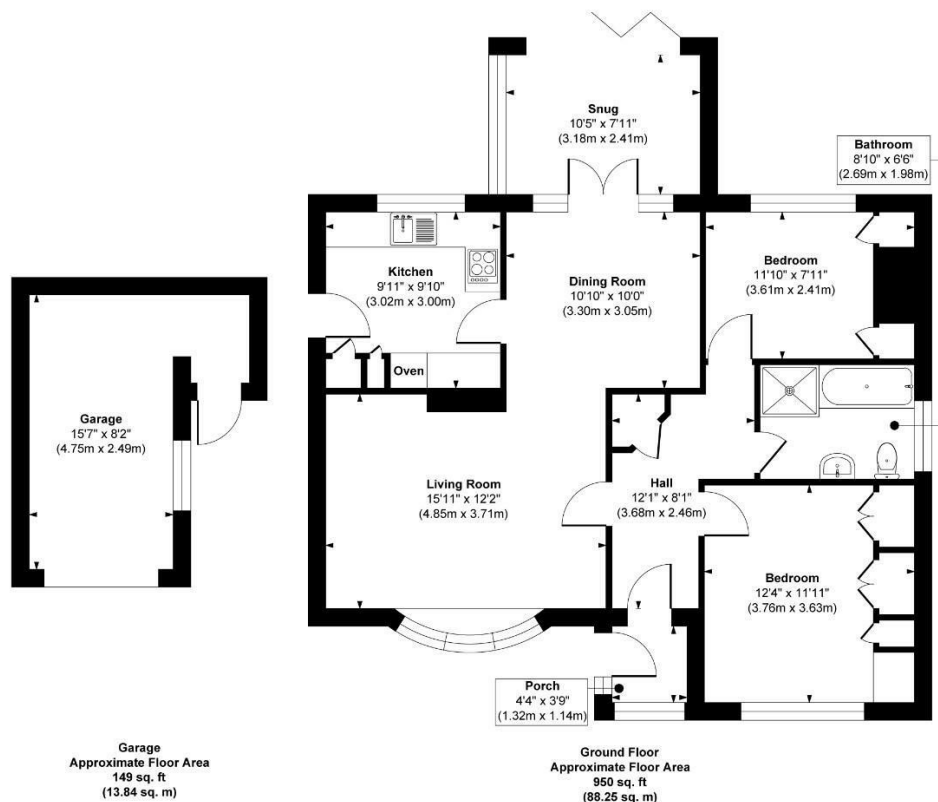 Snug
10'5" x 7'11"
(3.18m x 2.41m)
Bathroom
8'10" x 6'6"
(2.69m x 1.98m)
Kitchen
9'11" x 9'10"
(3.02m x 3.00m)
Dining Room
10'10" x 10'0"
(3.30m x 3.05m)
Bedroom
11'10" x 7'11"
(3.61m x 2.41m)
Oven
Garage
15'7" x 8'2"
(4.75m x 2.49m)
Living Room
15'11" x 12'2"
(4.85m x 3.71m)
Hall
12'1" x 8'1"
(3.68m x 2.46m)
Bedroom
12'4" x 11'11"
(3.76m x 3.63m)
Porch
4'4" x 3'9"
(1.32m x 1.14m)
Garage
Approximate Floor Area
149 sq. ft
(13.84 sq. m)
Ground Floor
Approximate Floor Area
950 sq. ft
(88.25 sq. m)